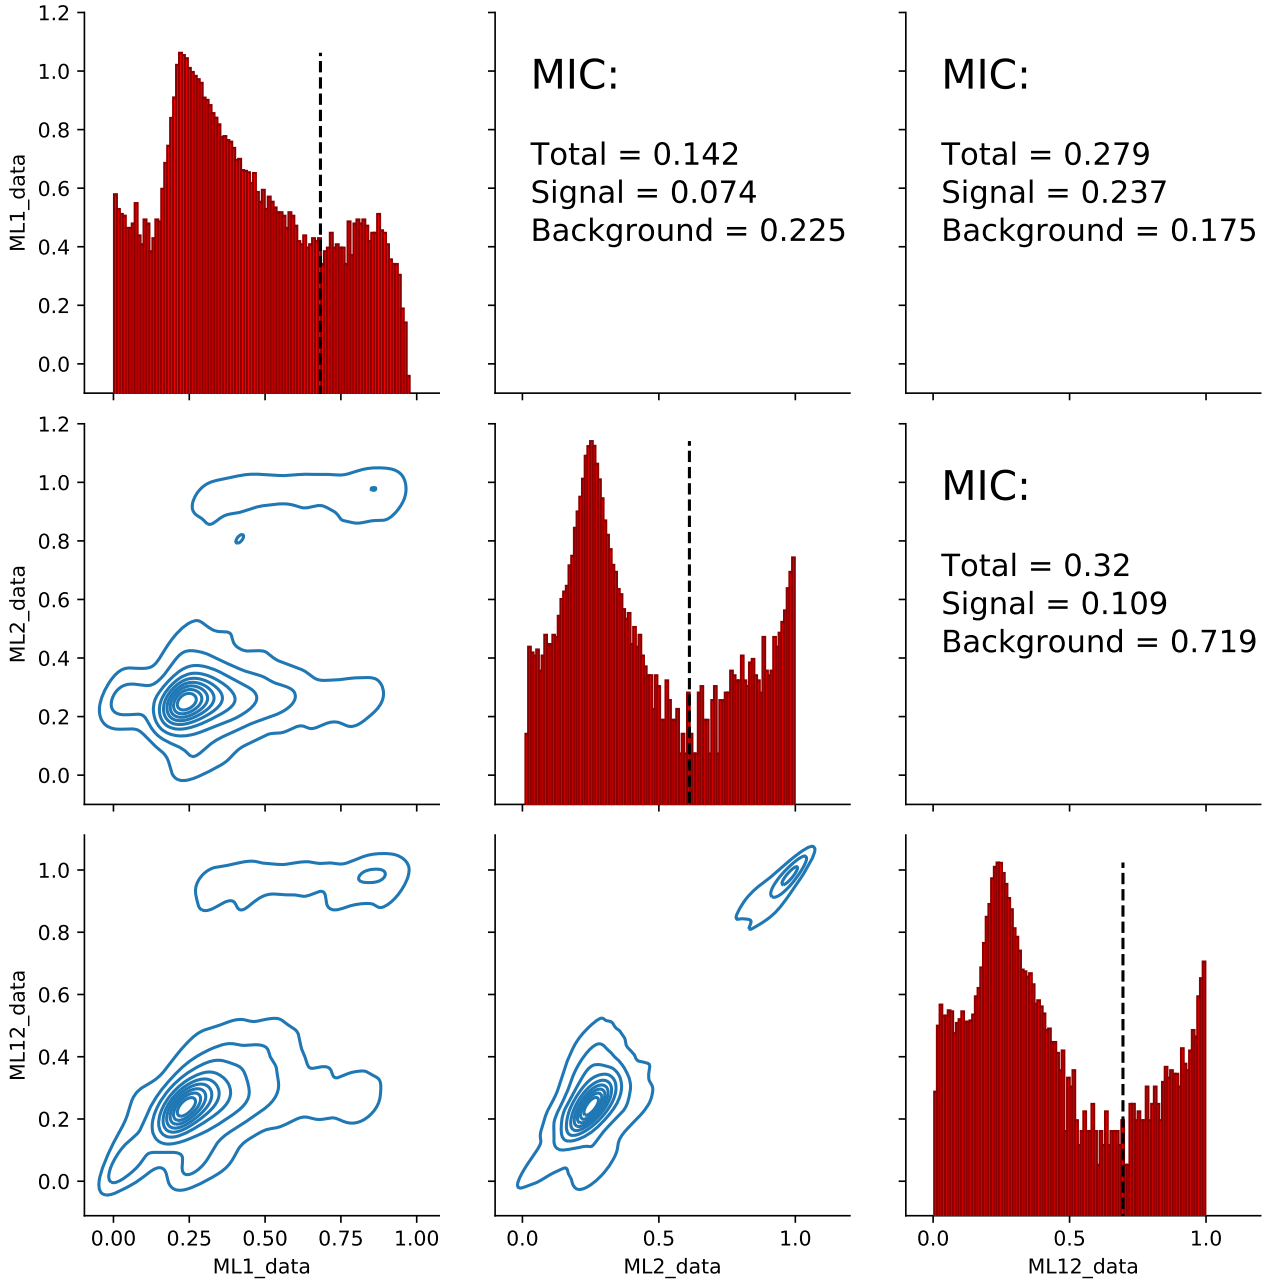 1.2
1.0
0.8
0.6
0.4
0.2
0.0
ML1_data
MIC:
Total = 0.142
Signal = 0.074
Background = 0.225
MIC:
Total = 0.279
Signal = 0.237
Background = 0.175
1.2
1.0
0.8
0.6
0.4
0.2
0.0
ML2_data
MIC:
Total = 0.32
Signal = 0.109
Background = 0.719
1.0
0.8
0.6
0.4
0.2
0.0
ML12_data
0.00 0.25 0.50 0.75 1.00
ML1_data
0.0 0.5 1.0
ML2_data
0.0 0.5 1.0
ML12_data